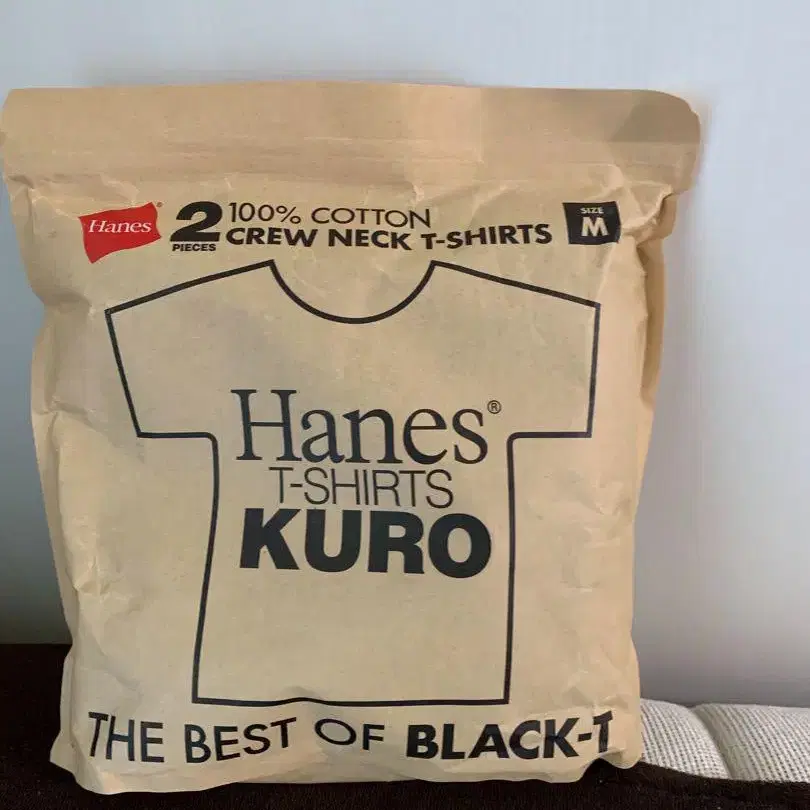 Hanes®
2 PIECES
100% COTTON
CREW NECK T-SHIRTS
SIZE
M
Hanes®
T-SHIRTS
KURO
THE BEST OF BLACK-T